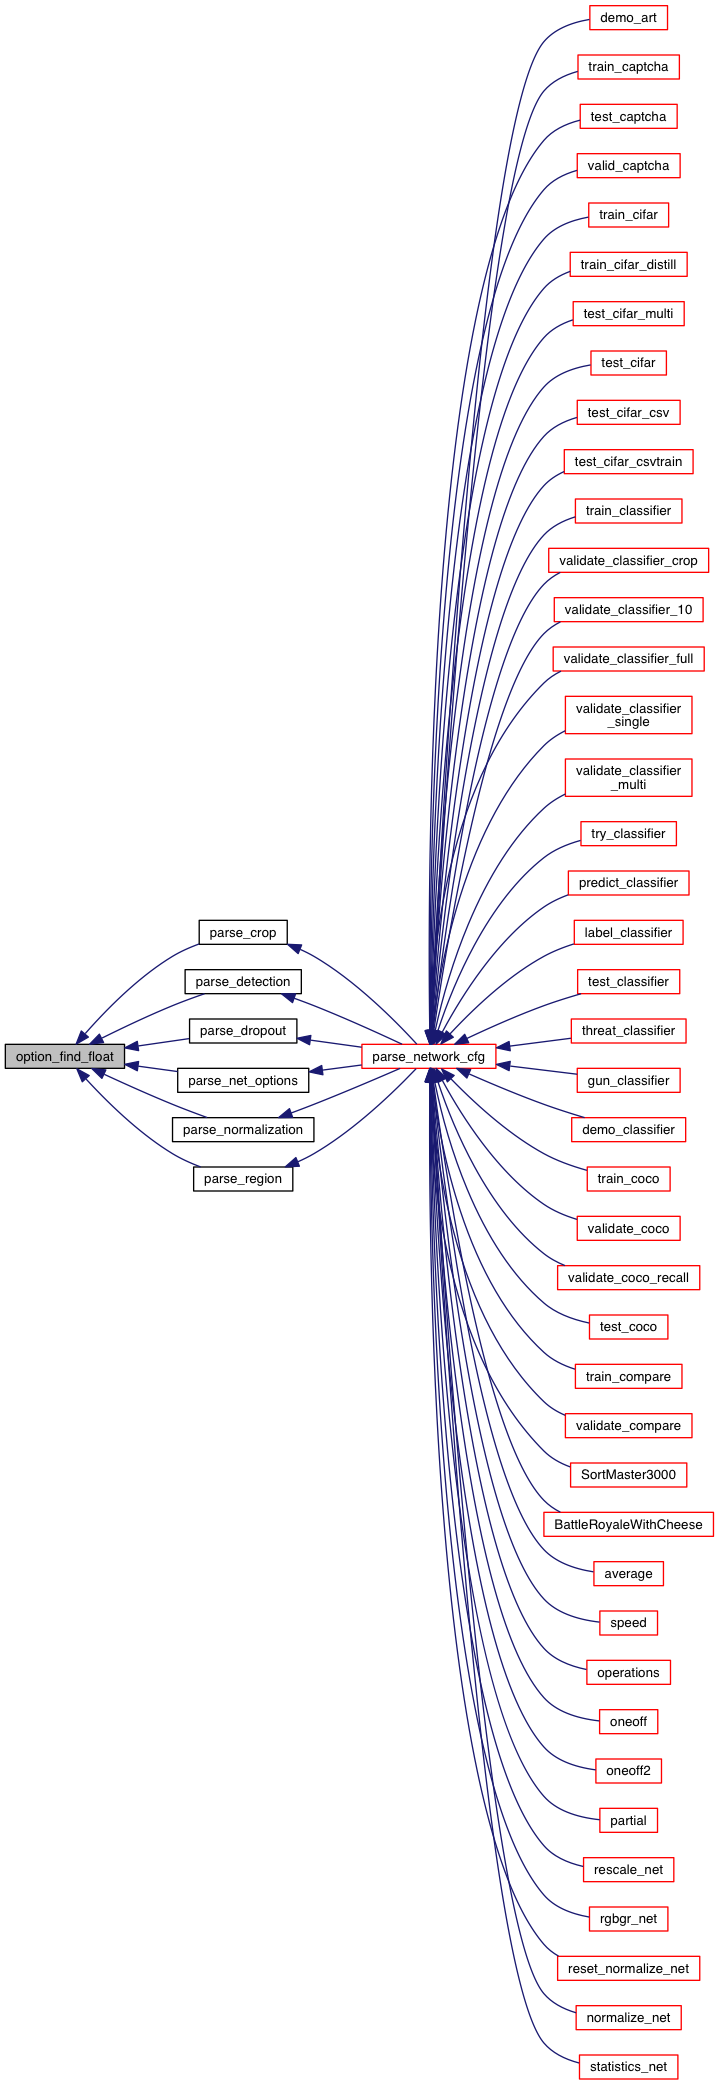 demo_art
train_captcha
test_captcha
valid_captcha
train_cifar
train_cifar_distill
test_cifar_multi
test_cifar
test_cifar_csv
test_cifar_csvtrain
train_classifier
validate_classifier_crop
validate_classifier_10
validate_classifier_full
validate_classifier
_single
validate_classifier
_multi
try_classifier
predict_classifier
label_classifier
test_classifier
threat_classifier
gun_classifier
demo_classifier
train_coco
validate_coco
validate_coco_recall
test_coco
train_compare
validate_compare
SortMaster3000
BattleRoyaleWithCheese
average
speed
operations
oneoff
oneoff2
partial
rescale_net
rgbgr_net
reset_normalize_net
normalize_net
statistics_net
parse_crop
parse_detection
parse_dropout
parse_net_options
parse_normalization
parse_region
option_find_float
parse_network_cfg